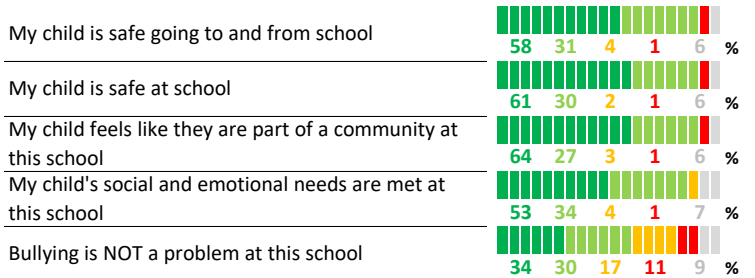 My child is safe going to and from school
58 31 4 1 6 %
My child is safe at school
61 30 2 1 6 %
My child feels like they are part of a community at
this school
64 27 3 1 6 %
My child's social and emotional needs are met at
this school
53 34 4 1 7 %
Bullying is NOT a problem at this school
34 30 17 11 9 %